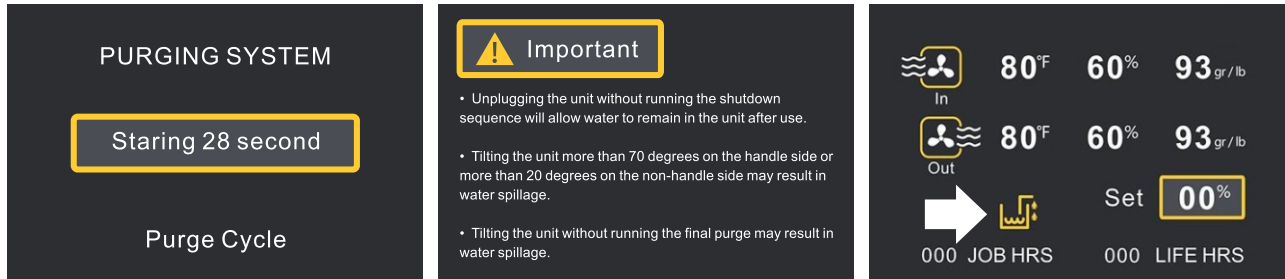 PURGING SYSTEM
Staring 28 second
Purge Cycle
Important
• Unplugging the unit without running the shutdown
sequence will allow water to remain in the unit after use.
• Tilting the unit more than 70 degrees on the handle side or
more than 20 degrees on the non-handle side may result in
water spillage.
• Tilting the unit without running the final purge may result in
water spillage.
80°F 60% 93 gr/lb
In
80°F 60% 93 gr/lb
Out
Set 00%
000 JOB HRS 000 LIFE HRS